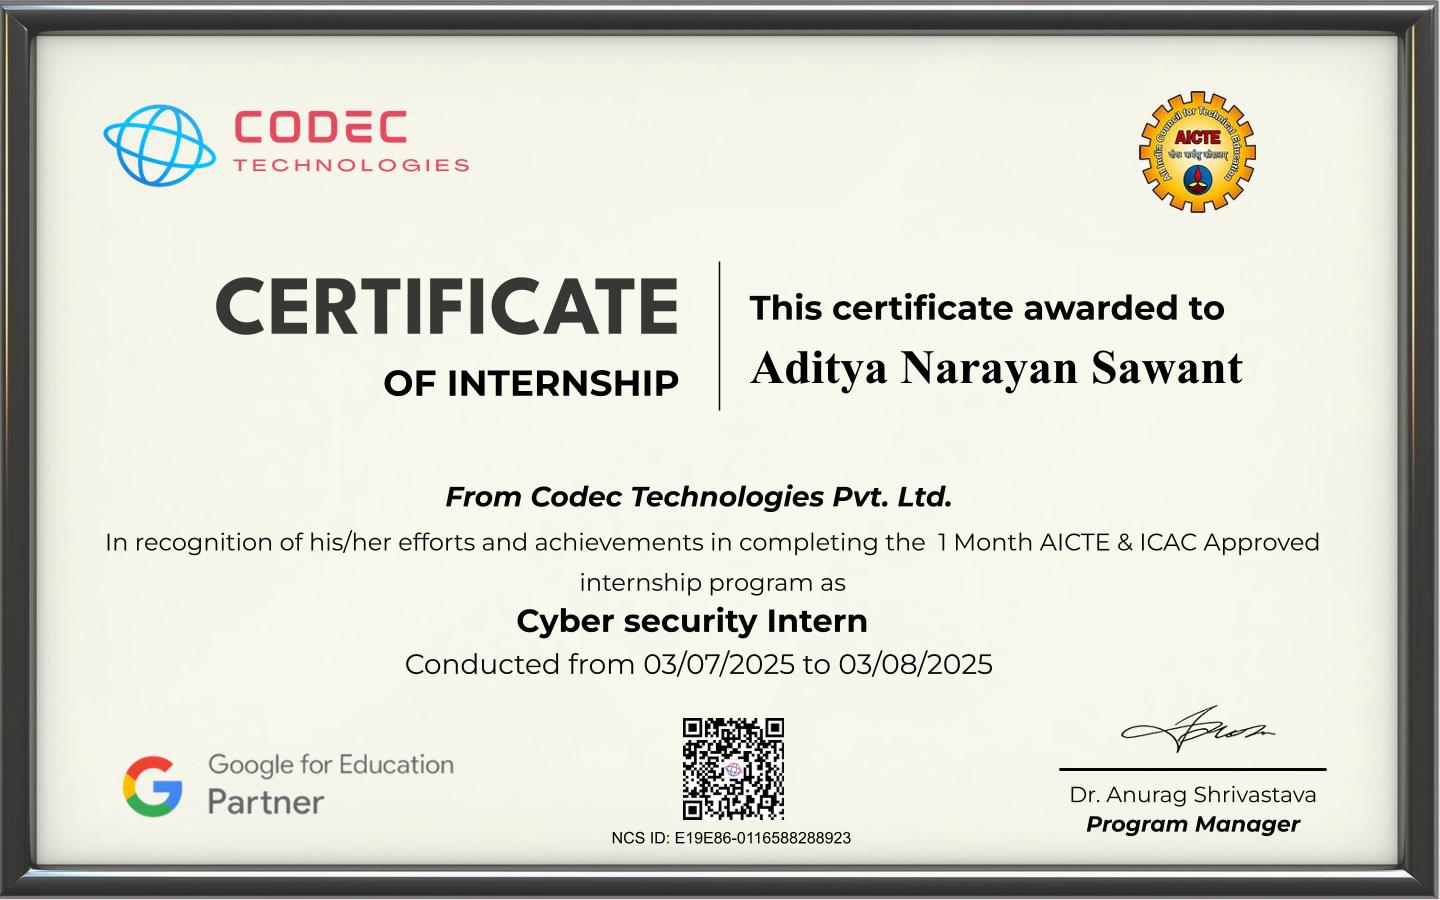 CODEC
TECHNOLOGIES
All India Council for Technical Education
AICTE
योगः कर्मसु कौशलम्
CERTIFICATE
OF INTERNSHIP
This certificate awarded to
Aditya Narayan Sawant
From Codec Technologies Pvt. Ltd.
In recognition of his/her efforts and achievements in completing the 1 Month AICTE & ICAC Approved
internship program as
Cyber security Intern
Conducted from 03/07/2025 to 03/08/2025
Google for Education
Partner
NCS ID: E19E86-0116588288923
Dr. Anurag Shrivastava
Program Manager